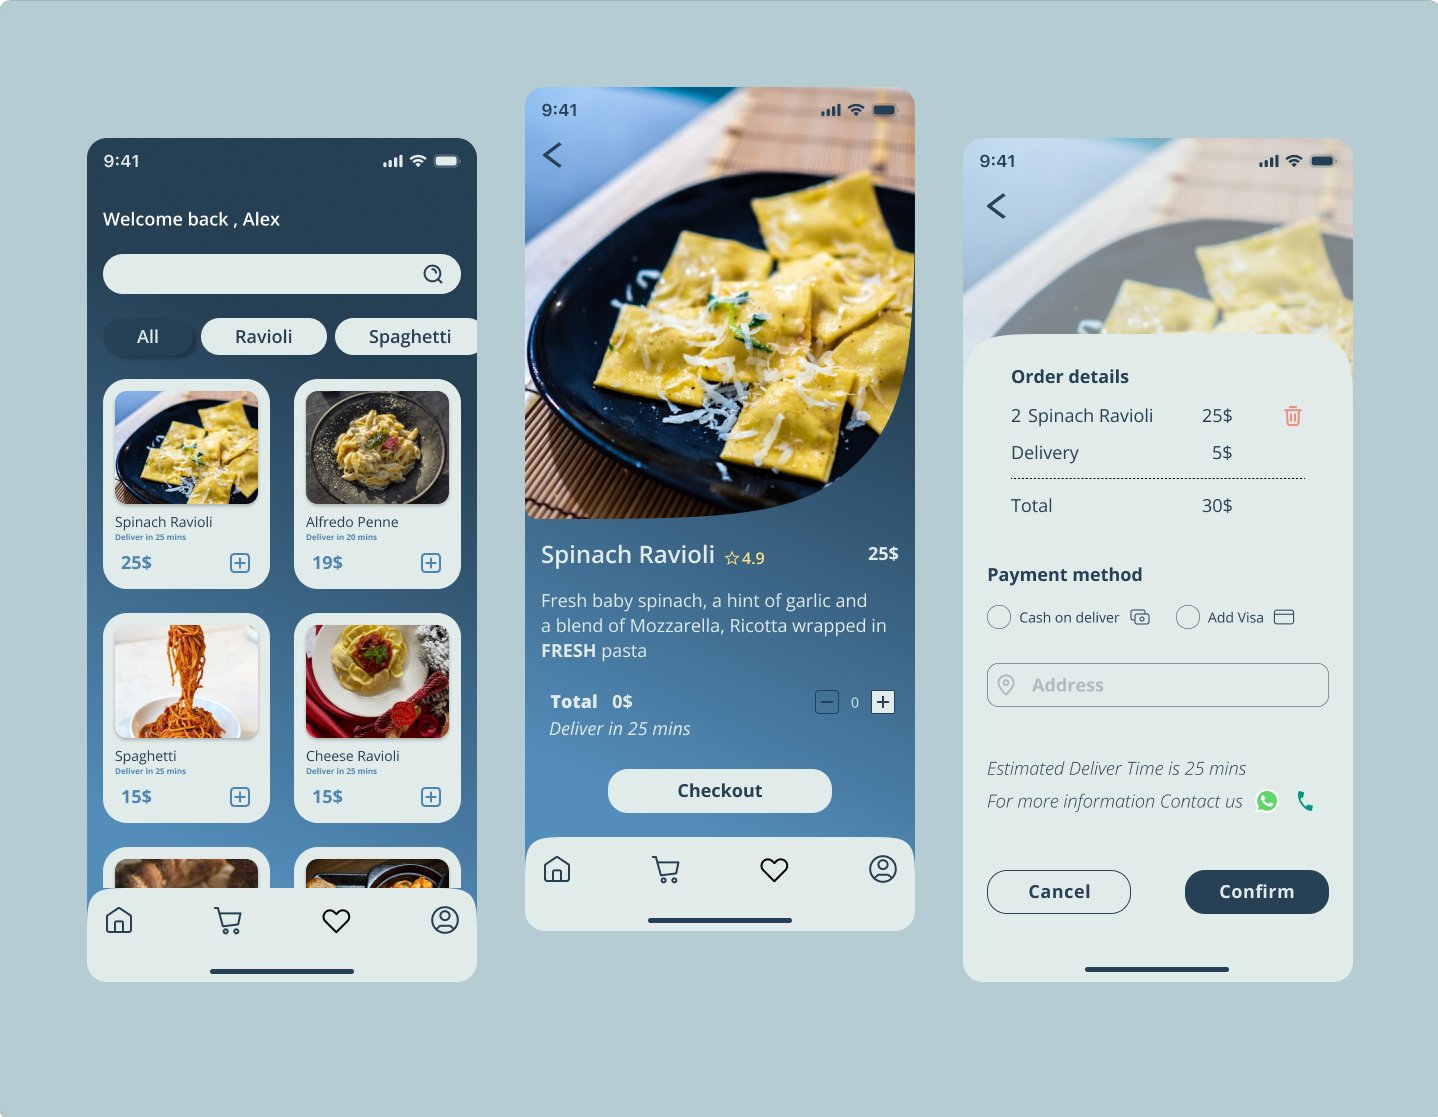 9:41
Welcome back , Alex
All Ravioli Spaghetti
Spinach Ravioli
Deliver in 25 mins
25$
Alfredo Penne
Deliver in 20 mins
19$
Spaghetti
Deliver in 25 mins
15$
Cheese Ravioli
Deliver in 25 mins
15$
9:41
Spinach Ravioli 4.9 25$
Fresh baby spinach, a hint of garlic and
a blend of Mozzarella, Ricotta wrapped in
FRESH pasta
Total 0$ 0
Deliver in 25 mins
Checkout
9:41
Order details
2 Spinach Ravioli 25$
Delivery 5$
Total 30$
Payment method
Cash on deliver Add Visa
Address
Estimated Deliver Time is 25 mins
For more information Contact us
Cancel Confirm